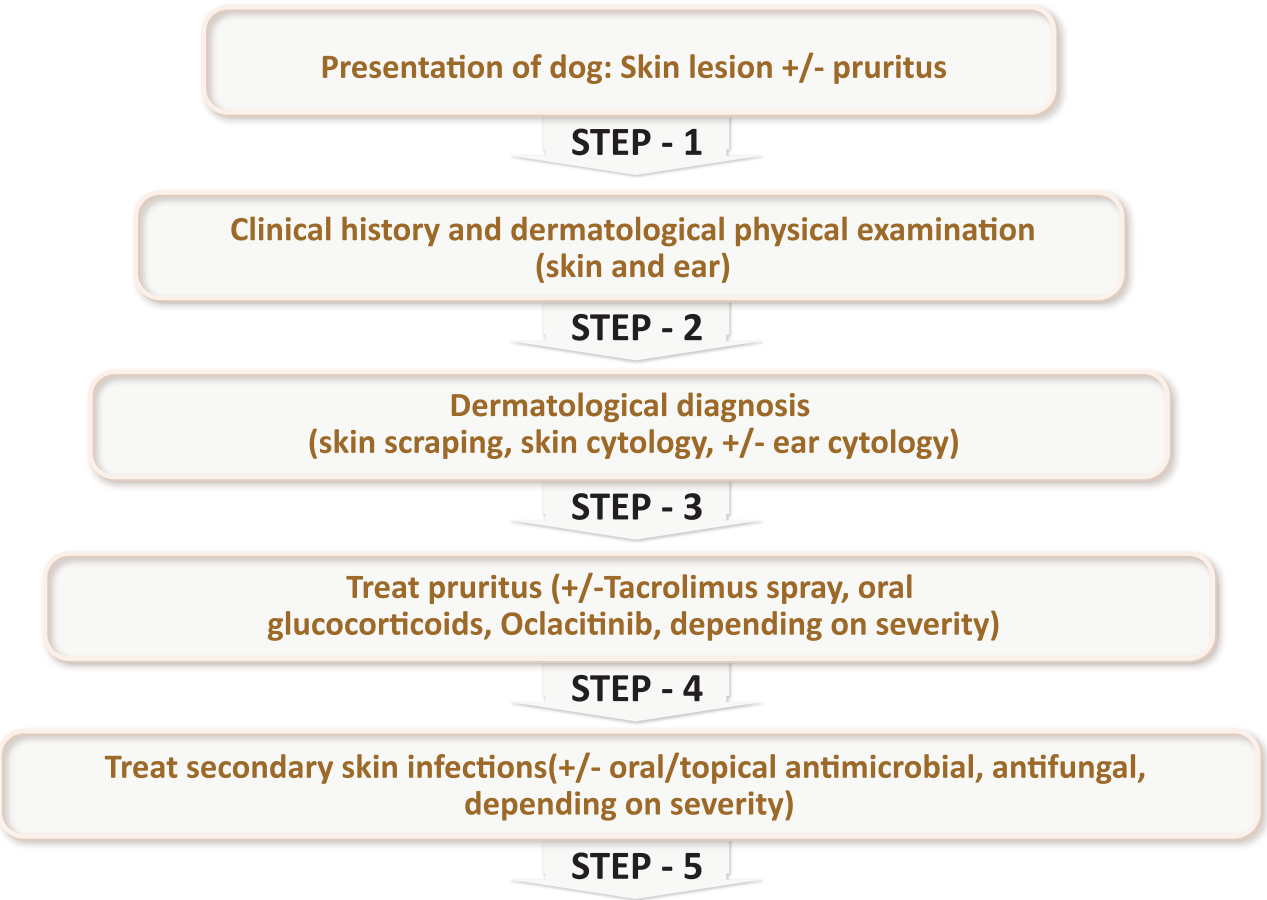 Presentation of dog: Skin lesion +/- pruritus
STEP - 1
Clinical history and dermatological physical examination
(skin and ear)
STEP - 2
Dermatological diagnosis
(skin scraping, skin cytology, +/- ear cytology)
STEP - 3
Treat pruritus (+/-Tacrolimus spray, oral
glucocorticoids, Oclacitinib, depending on severity)
STEP - 4
Treat secondary skin infections(+/- oral/topical antimicrobial, antifungal,
depending on severity)
STEP - 5